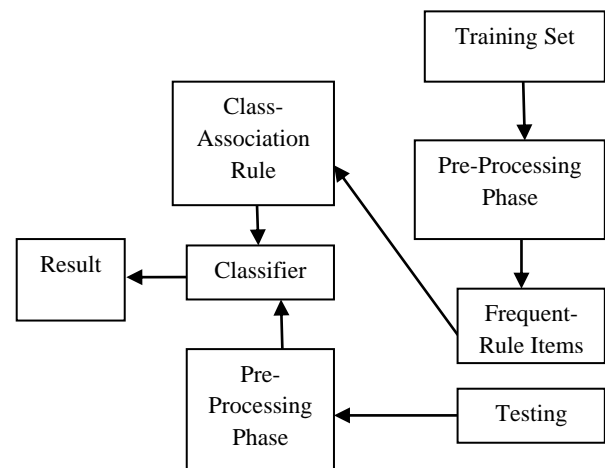 Training Set
Class-
Association
Rule
Pre-Processing
Phase
Result
Classifier
Frequent-
Rule Items
Pre-
Processing
Phase
Testing